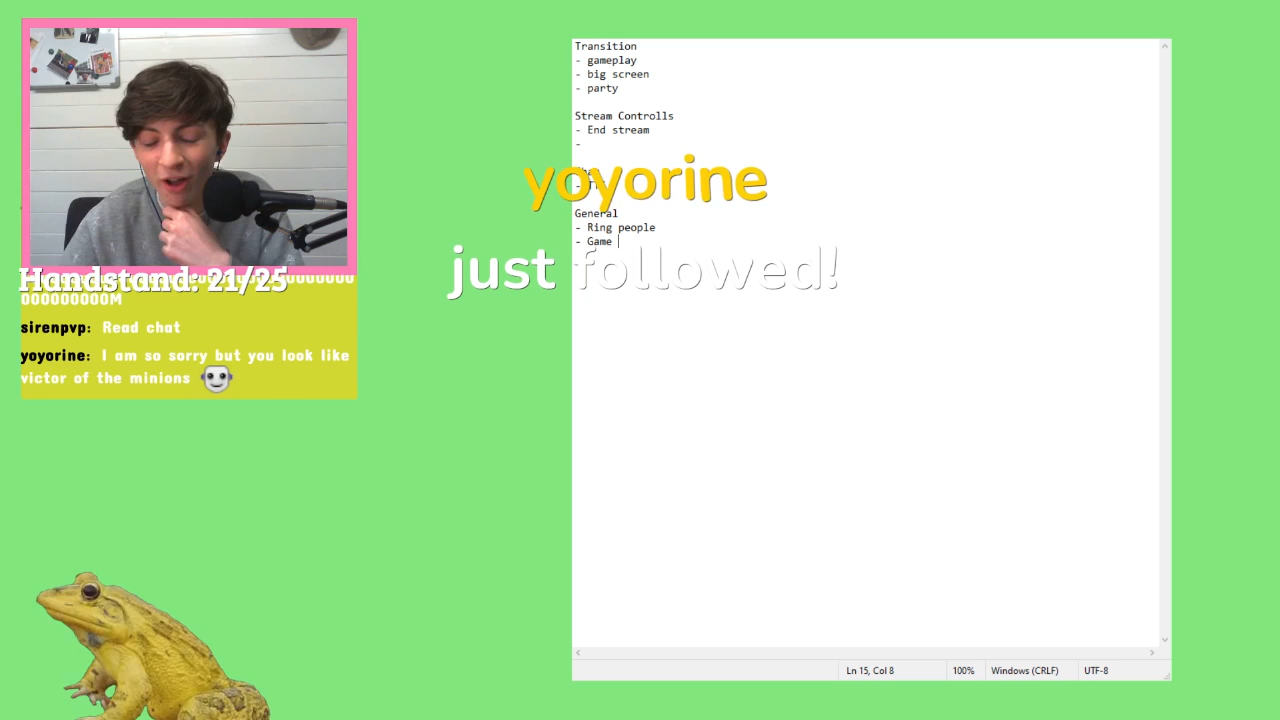 Transition
- gameplay
- big screen
- party
Stream Controlls
- End stream
-
yoyorine
General
- Ring people
- Game
just followed!
Handstand: 21/25
000000000M
sirenpvp: Read chat
yoyorine: I am so sorry but you look like
victor of the minions
Ln 15, Col 8
100%
Windows (CRLF)
UTF-8